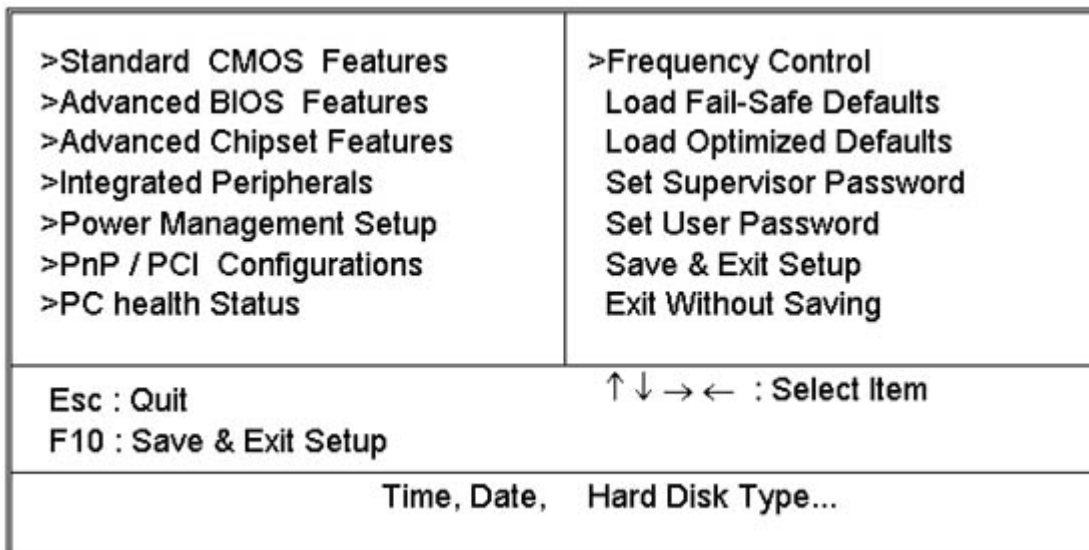 >Standard CMOS Features
>Advanced BIOS Features
>Advanced Chipset Features
>Integrated Peripherals
>Power Management Setup
>PnP / PCI Configurations
>PC health Status
>Frequency Control
Load Fail-Safe Defaults
Load Optimized Defaults
Set Supervisor Password
Set User Password
Save & Exit Setup
Exit Without Saving
Esc : Quit
F10 : Save & Exit Setup
↑ ↓ → ← : Select Item
Time, Date, Hard Disk Type...